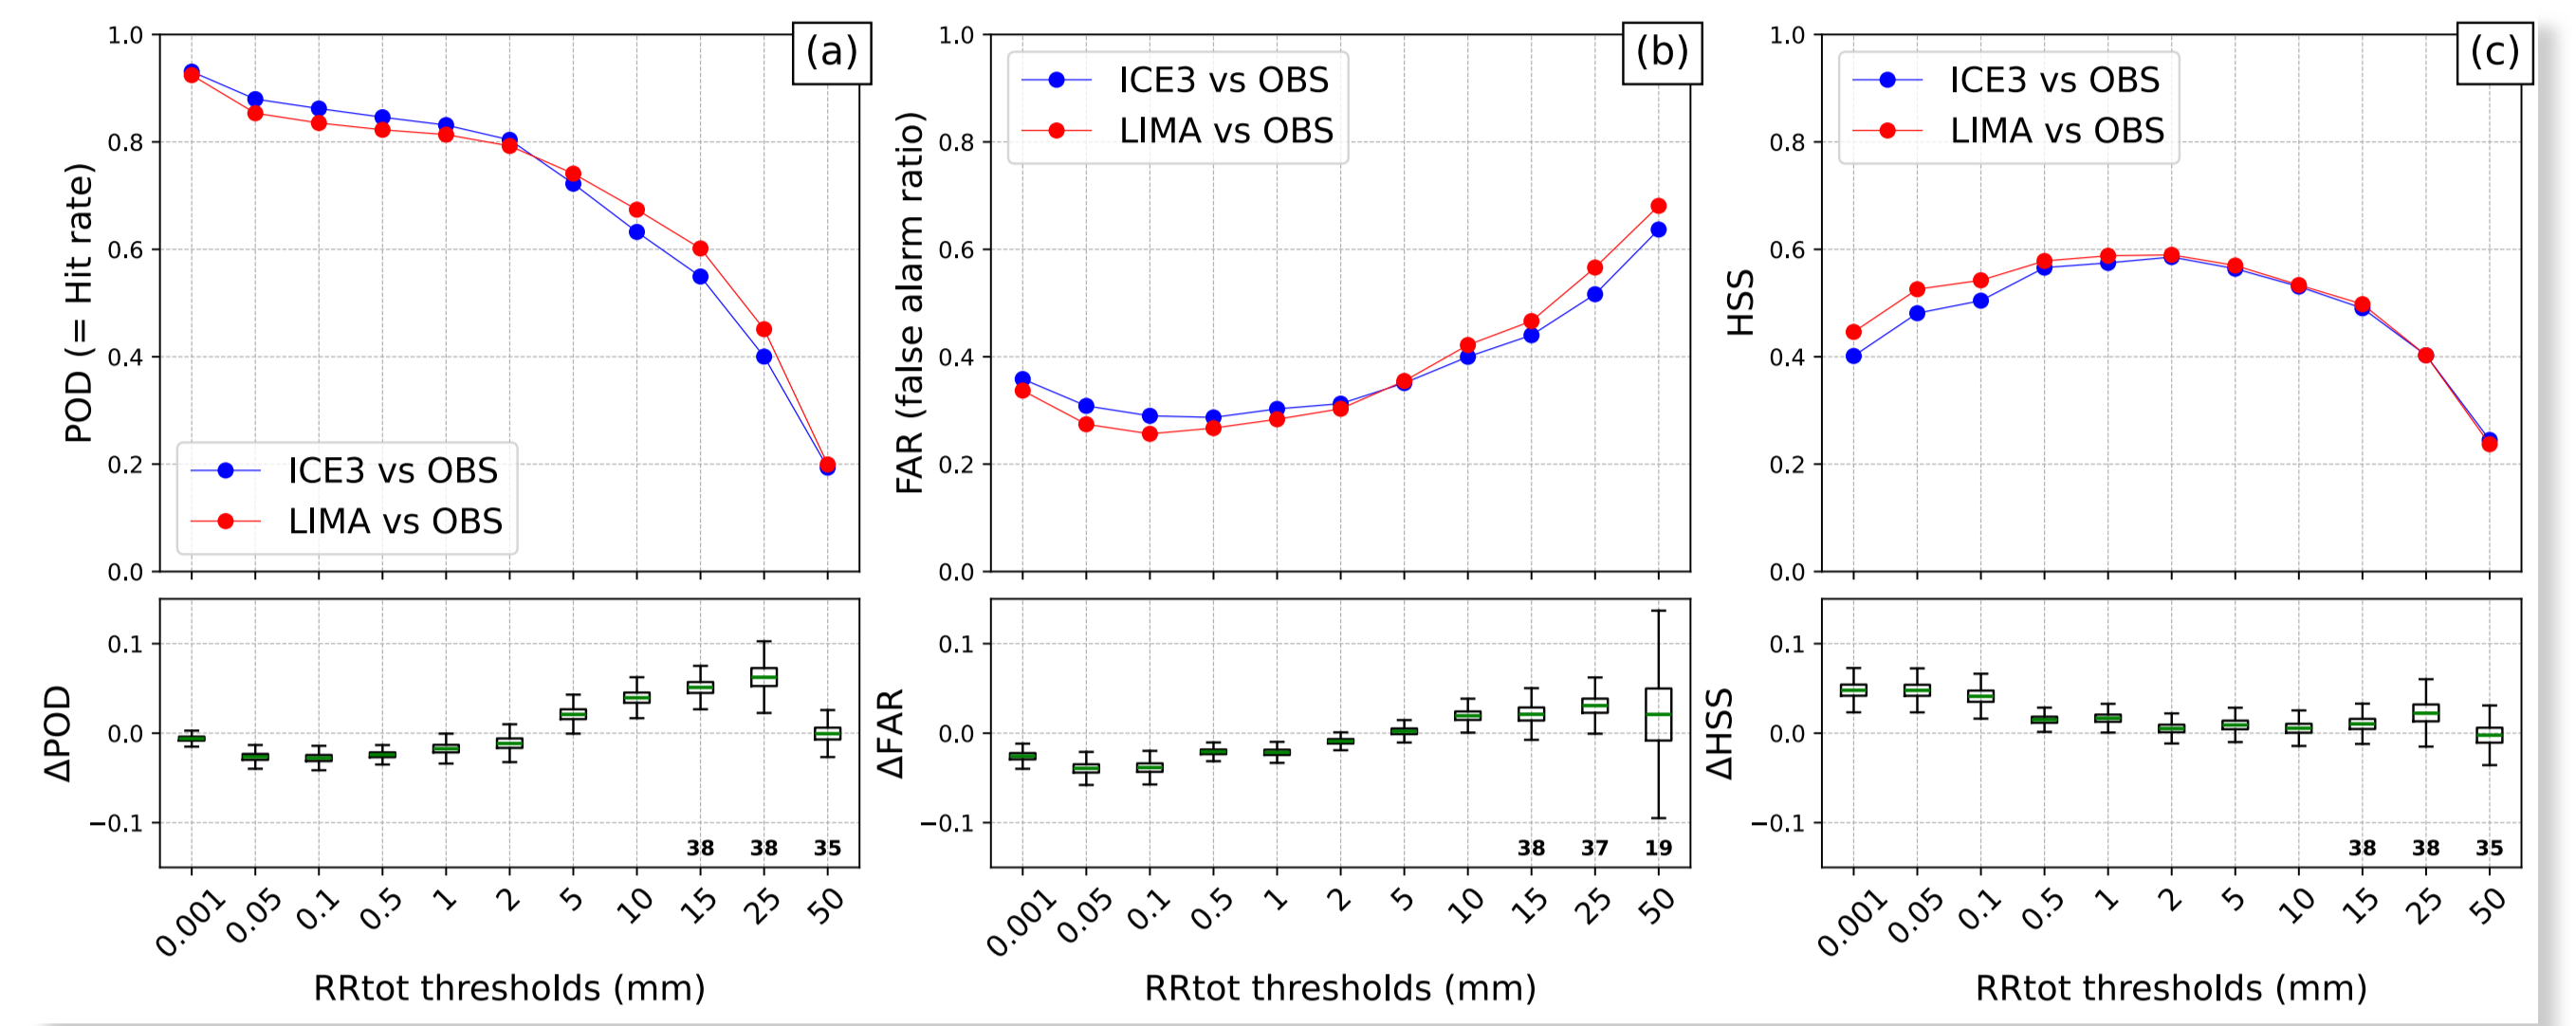 (a)
1.0
0.8
0.6
0.4
0.2
0.0
POD (= Hit rate)
ICE3 vs OBS
LIMA vs OBS
(b)
1.0
0.8
0.6
0.4
0.2
0.0
FAR (false alarm ratio)
ICE3 vs OBS
LIMA vs OBS
(c)
1.0
0.8
0.6
0.4
0.2
0.0
HSS
ICE3 vs OBS
LIMA vs OBS
0.1
0.0
−0.1
ΔPOD
38 38 35
0.001 0.05 0.1 0.5 1 2 5 10 15 25 50
RRtot thresholds (mm)
0.1
0.0
−0.1
ΔFAR
38 37 19
0.001 0.05 0.1 0.5 1 2 5 10 15 25 50
RRtot thresholds (mm)
0.1
0.0
−0.1
ΔHSS
38 38 35
0.001 0.05 0.1 0.5 1 2 5 10 15 25 50
RRtot thresholds (mm)